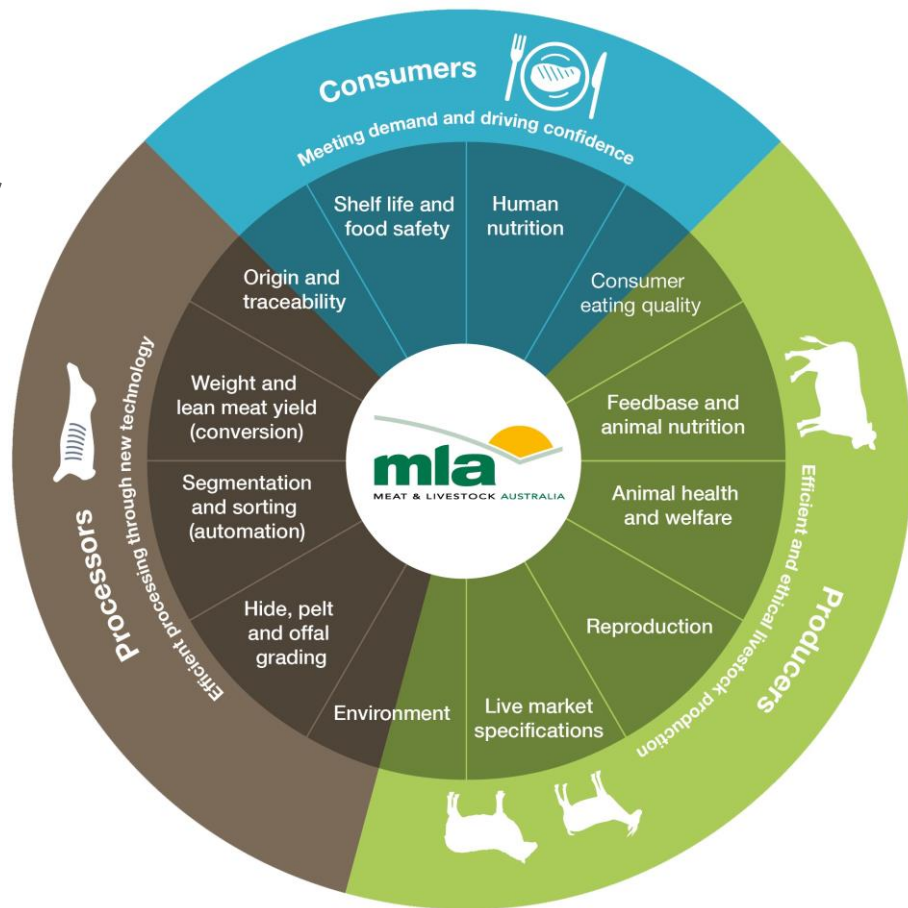 Consumers
Meeting demand and driving confidence
Shelf life and
food safety
Human
nutrition
Origin and
traceability
Consumer
eating quality
Weight and
lean meat yield
(conversion)
Feedbase and
animal nutrition
Segmentation
and sorting
(automation)
Animal health
and welfare
Hide, pelt
and offal
grading
Reproduction
Environment
Live market
specifications
mla
MEAT & LIVESTOCK AUSTRALIA
Processors
Efficient processing through new technology
Producers
Efficient and ethical livestock production